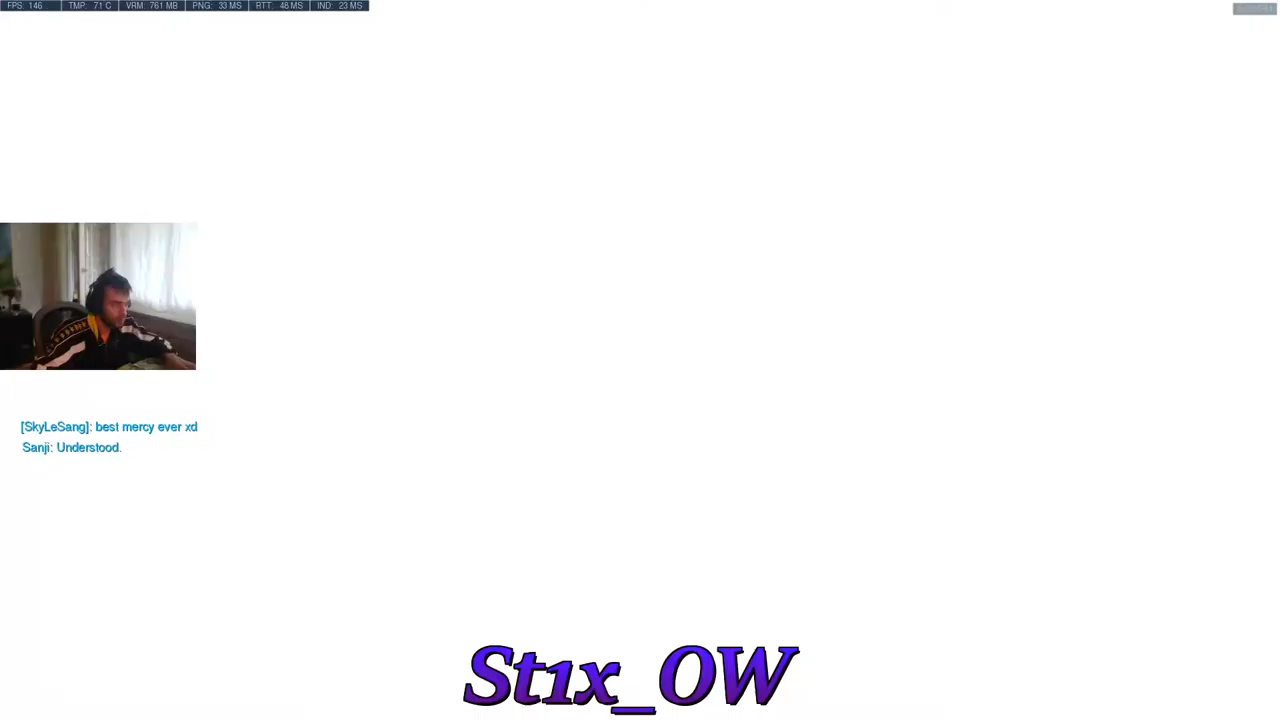 FPS: 146 TMP: 71 C VRM: 761 MB PNG: 33 MS RTT: 48 MS IND: 23 MS
[SkyLeSang]: best mercy ever xd
Sanji: Understood.
St1x_OW